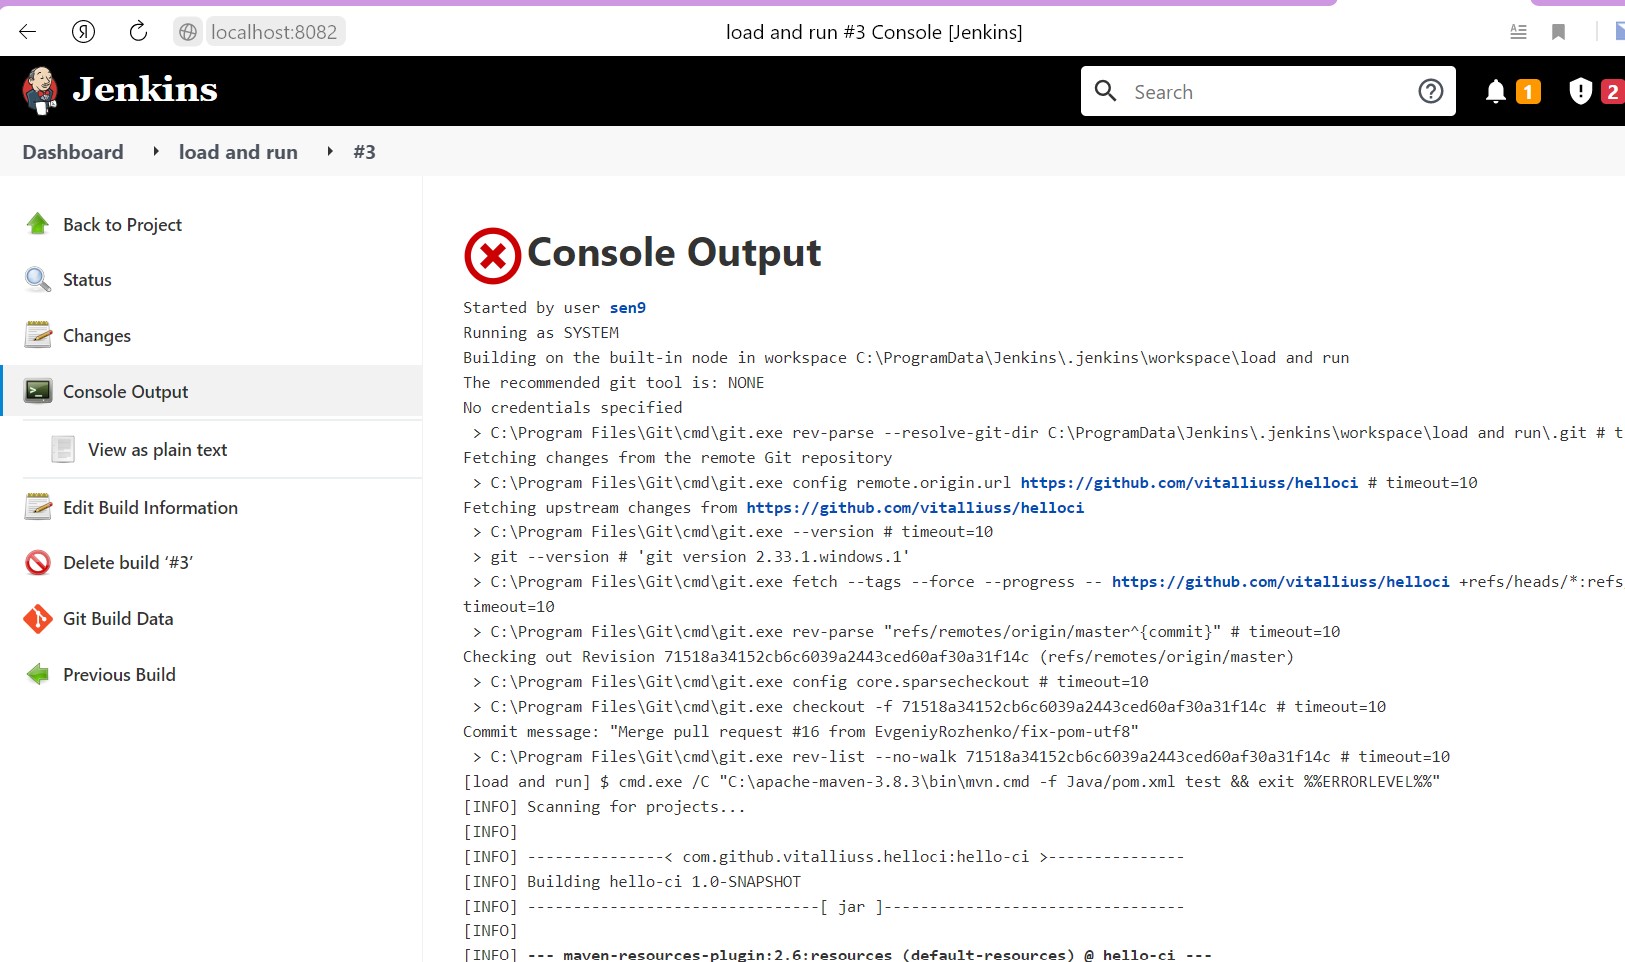 Я
localhost:8082
load and run #3 Console [Jenkins]
Jenkins
Search
1
2
Dashboard
load and run
#3
Back to Project
Status
Changes
Console Output
View as plain text
Edit Build Information
Delete build ‘#3’
Git Build Data
Previous Build
Console Output
Started by user sen9
Running as SYSTEM
Building on the built-in node in workspace C:\ProgramData\Jenkins\.jenkins\workspace\load and run
The recommended git tool is: NONE
No credentials specified
> C:\Program Files\Git\cmd\git.exe rev-parse --resolve-git-dir C:\ProgramData\Jenkins\.jenkins\workspace\load and run\.git # t
Fetching changes from the remote Git repository
> C:\Program Files\Git\cmd\git.exe config remote.origin.url https://github.com/vitalliuss/helloci # timeout=10
Fetching upstream changes from https://github.com/vitalliuss/helloci
> C:\Program Files\Git\cmd\git.exe --version # timeout=10
> git --version # 'git version 2.33.1.windows.1'
> C:\Program Files\Git\cmd\git.exe fetch --tags --force --progress -- https://github.com/vitalliuss/helloci +refs/heads/*:refs
timeout=10
> C:\Program Files\Git\cmd\git.exe rev-parse "refs/remotes/origin/master^{commit}" # timeout=10
Checking out Revision 71518a34152cb6c6039a2443ced60af30a31f14c (refs/remotes/origin/master)
> C:\Program Files\Git\cmd\git.exe config core.sparsecheckout # timeout=10
> C:\Program Files\Git\cmd\git.exe checkout -f 71518a34152cb6c6039a2443ced60af30a31f14c # timeout=10
Commit message: "Merge pull request #16 from EvgeniyRozhenko/fix-pom-utf8"
> C:\Program Files\Git\cmd\git.exe rev-list --no-walk 71518a34152cb6c6039a2443ced60af30a31f14c # timeout=10
[load and run] $ cmd.exe /C "C:\apache-maven-3.8.3\bin\mvn.cmd -f Java/pom.xml test && exit %%ERRORLEVEL%%"
[INFO] Scanning for projects...
[INFO]
[INFO] ---------------< com.github.vitalliuss.helloci:hello-ci >---------------
[INFO] Building hello-ci 1.0-SNAPSHOT
[INFO] --------------------------------[ jar ]---------------------------------
[INFO]
[INFO] --- maven-resources-plugin:2.6:resources (default-resources) @ hello-ci ---